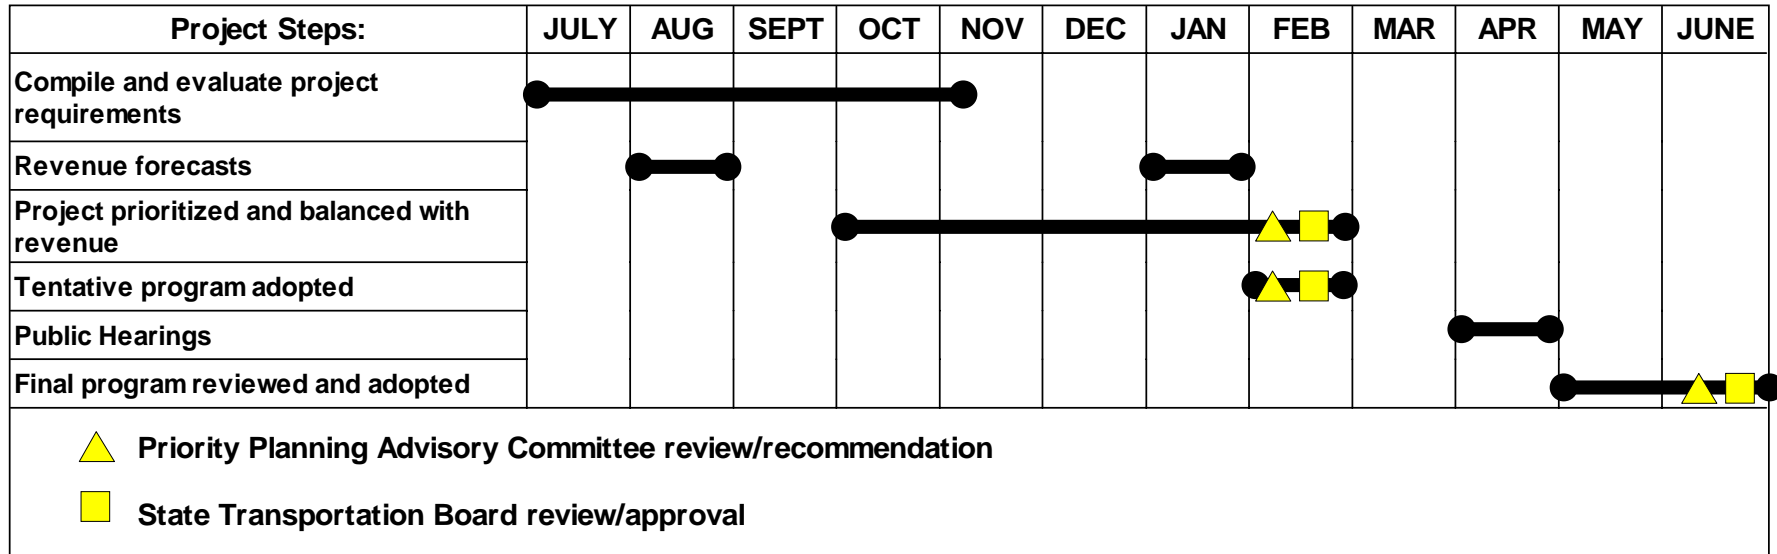 Project Steps: JULY AUG SEPT OCT NOV DEC JAN FEB MAR APR MAY JUNE
Compile and evaluate project
requirements
Revenue forecasts
Project prioritized and balanced with
revenue
Tentative program adopted
Public Hearings
Final program reviewed and adopted
Priority Planning Advisory Committee review/recommendation
State Transportation Board review/approval